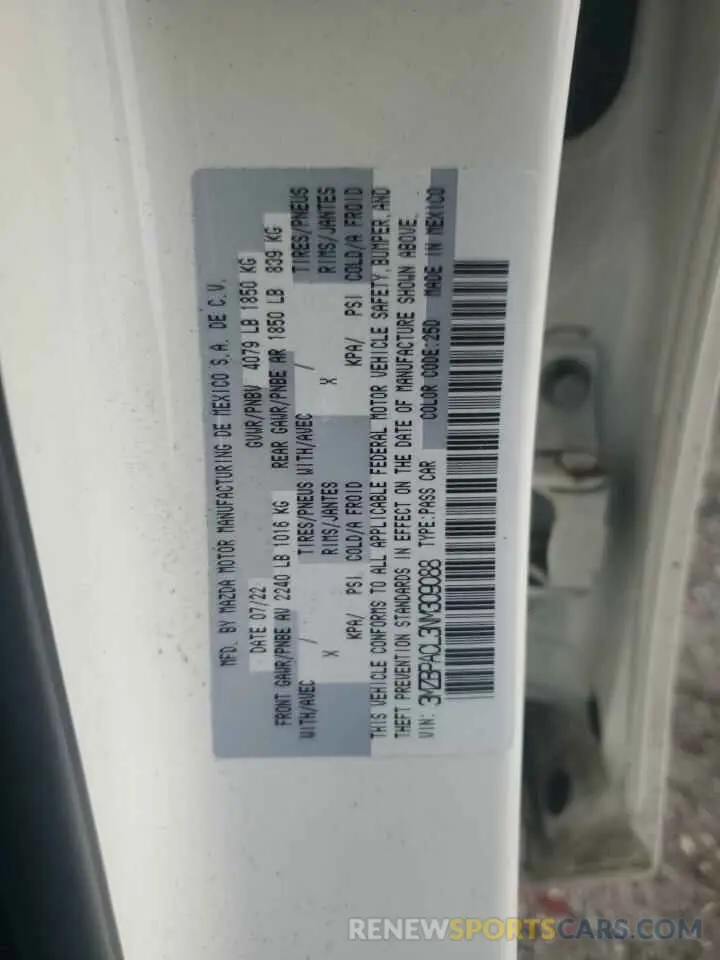 MFD. BY MAZDA MOTOR MANUFACTURING DE MEXICO S.A. DE C.V.
DATE 07/22 GVWR/PNBV 4079 LB 1850 KG
FRONT GAWR/PNBE AV 2240 LB 1016 KG REAR GAWR/PNBE AR 1850 LB 839 KG
WITH/AVEC / TIRES/PNEUS WITH/AVEC / TIRES/PNEUS
X RIMS/JANTES X RIMS/JANTES
KPA/ PSI COLD/A FROID KPA/ PSI COLD/A FROID
THIS VEHICLE CONFORMS TO ALL APPLICABLE FEDERAL MOTOR VEHICLE SAFETY, BUMPER, AND
THEFT PREVENTION STANDARDS IN EFFECT ON THE DATE OF MANUFACTURE SHOWN ABOVE.
VIN: 3MZBPACL3NM309088 TYPE:PASS CAR COLOR CODE:25D MADE IN MEXICO
RENEWSPORTSCARS.COM